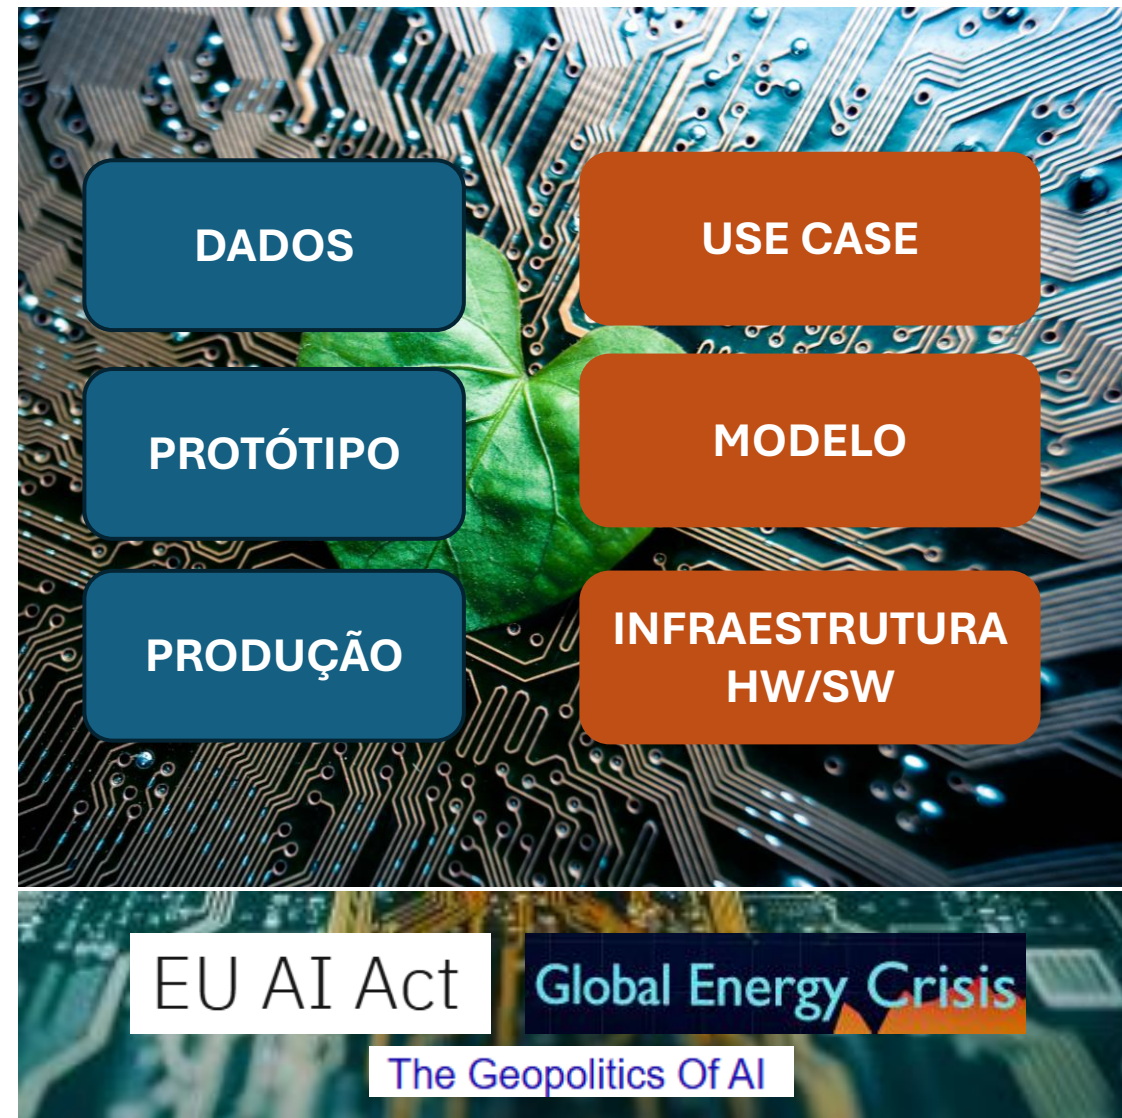 DADOS
USE CASE
PROTÓTIPO
MODELO
PRODUÇÃO
INFRAESTRUTURA
HW/SW
EU AI Act
Global Energy Crisis
The Geopolitics Of AI